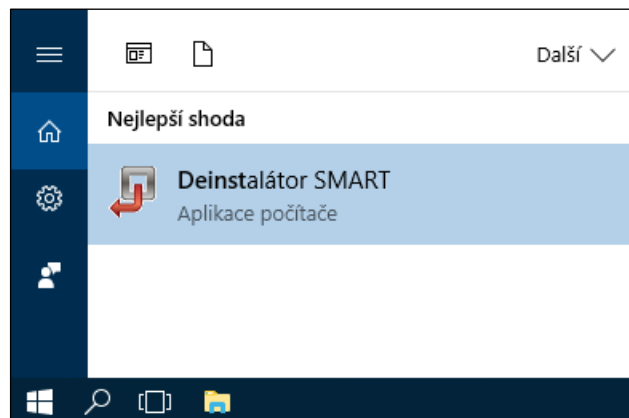 Další
Nejlepší shoda
Deinstalátor SMART
Aplikace počítače